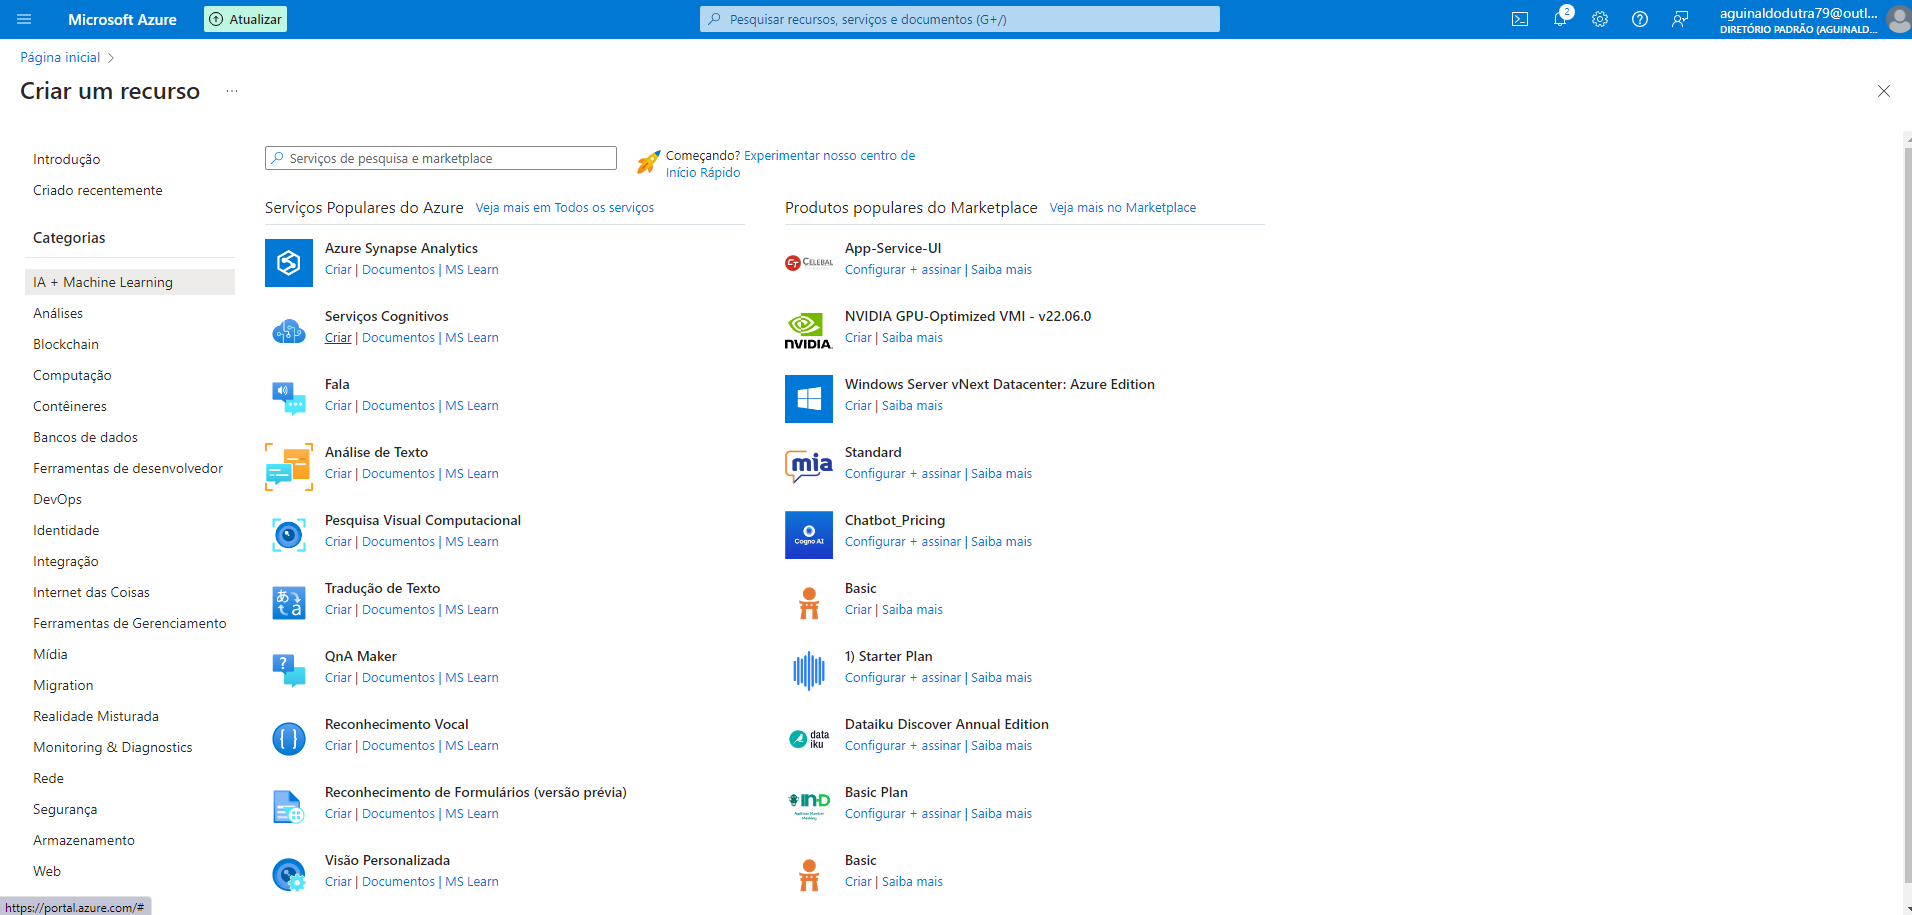 Microsoft Azure
Atualizar
Pesquisar recursos, serviços e documentos (G+/)
2
aguinaldodutra79@outl...
DIRETÓRIO PADRÃO (AGUINALD...
Página inicial >
Criar um recurso ...
Introdução
Criado recentemente
Categorias
IA + Machine Learning
Análises
Blockchain
Computação
Contêineres
Bancos de dados
Ferramentas de desenvolvedor
DevOps
Identidade
Integração
Internet das Coisas
Ferramentas de Gerenciamento
Mídia
Migration
Realidade Misturada
Monitoring & Diagnostics
Rede
Segurança
Armazenamento
Web
Serviços de pesquisa e marketplace
Começando? Experimentar nosso centro de
Início Rápido
Serviços Populares do Azure Veja mais em Todos os serviços
Azure Synapse Analytics
Criar | Documentos | MS Learn
Serviços Cognitivos
Criar | Documentos | MS Learn
Fala
Criar | Documentos | MS Learn
Análise de Texto
Criar | Documentos | MS Learn
Pesquisa Visual Computacional
Criar | Documentos | MS Learn
Tradução de Texto
Criar | Documentos | MS Learn
QnA Maker
Criar | Documentos | MS Learn
Reconhecimento Vocal
Criar | Documentos | MS Learn
Reconhecimento de Formulários (versão prévia)
Criar | Documentos | MS Learn
Visão Personalizada
Criar | Documentos | MS Learn
Produtos populares do Marketplace Veja mais no Marketplace
CT CELEBAL
App-Service-UI
Configurar + assinar | Saiba mais
NVIDIA.
NVIDIA GPU-Optimized VMI - v22.06.0
Criar | Saiba mais
Windows Server vNext Datacenter: Azure Edition
Criar | Saiba mais
mia
Standard
Configurar + assinar | Saiba mais
Cogno AI
Chatbot_Pricing
Configurar + assinar | Saiba mais
Basic
Criar | Saiba mais
1) Starter Plan
Configurar + assinar | Saiba mais
data
iku
Dataiku Discover Annual Edition
Configurar + assinar | Saiba mais
IN-D
Basic Plan
Configurar + assinar | Saiba mais
Basic
Criar | Saiba mais
https://portal.azure.com/#